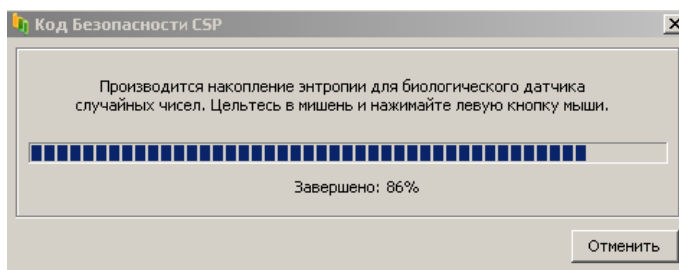 Код Безопасности CSP
Производится накопление энтропии для биологического датчика
случайных чисел. Цельтесь в мишень и нажимайте левую кнопку мыши.
Завершено: 86%
Отменить